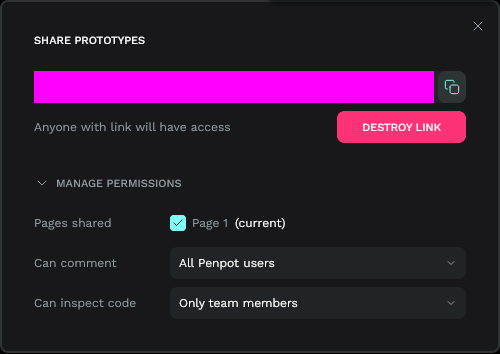 SHARE PROTOTYPES
Anyone with link will have access
DESTROY LINK
MANAGE PERMISSIONS
Pages shared
Page 1 (current)
Can comment
All Penpot users
Can inspect code
Only team members